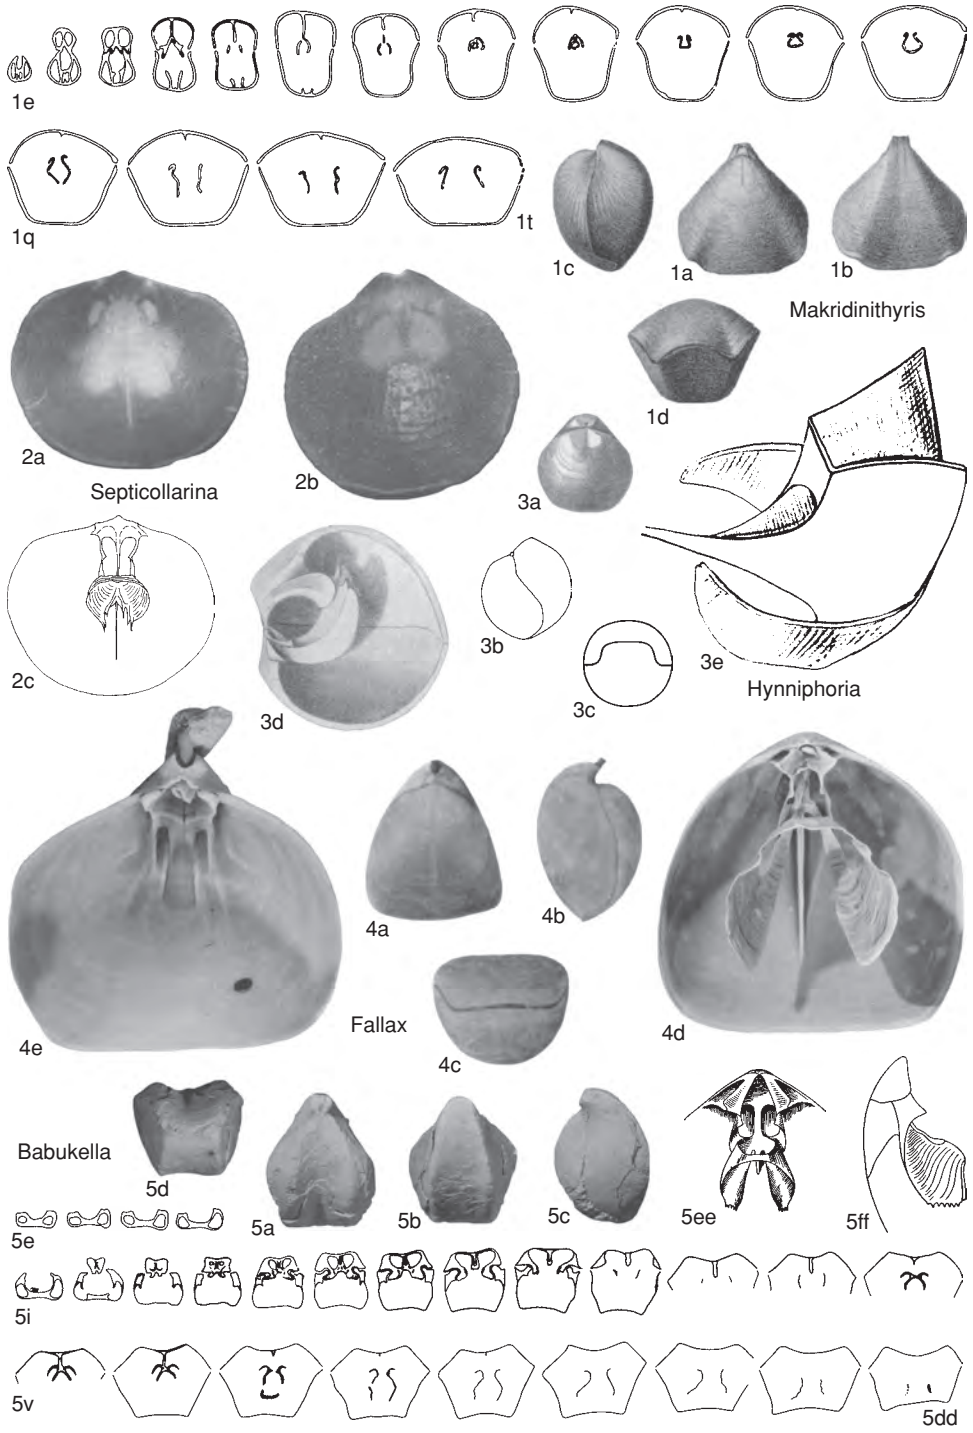 1e
1q
1t
1c
1a
1b
Makridinithyris
1d
2a
2b
3a
Septicollarina
2c
3d
3b
3c
3e
Hynniphoria
4a
4b
4e
4d
Fallax
4c
Babukella
5d
5a
5b
5c
5ee
5ff
5e
5i
5v
5dd